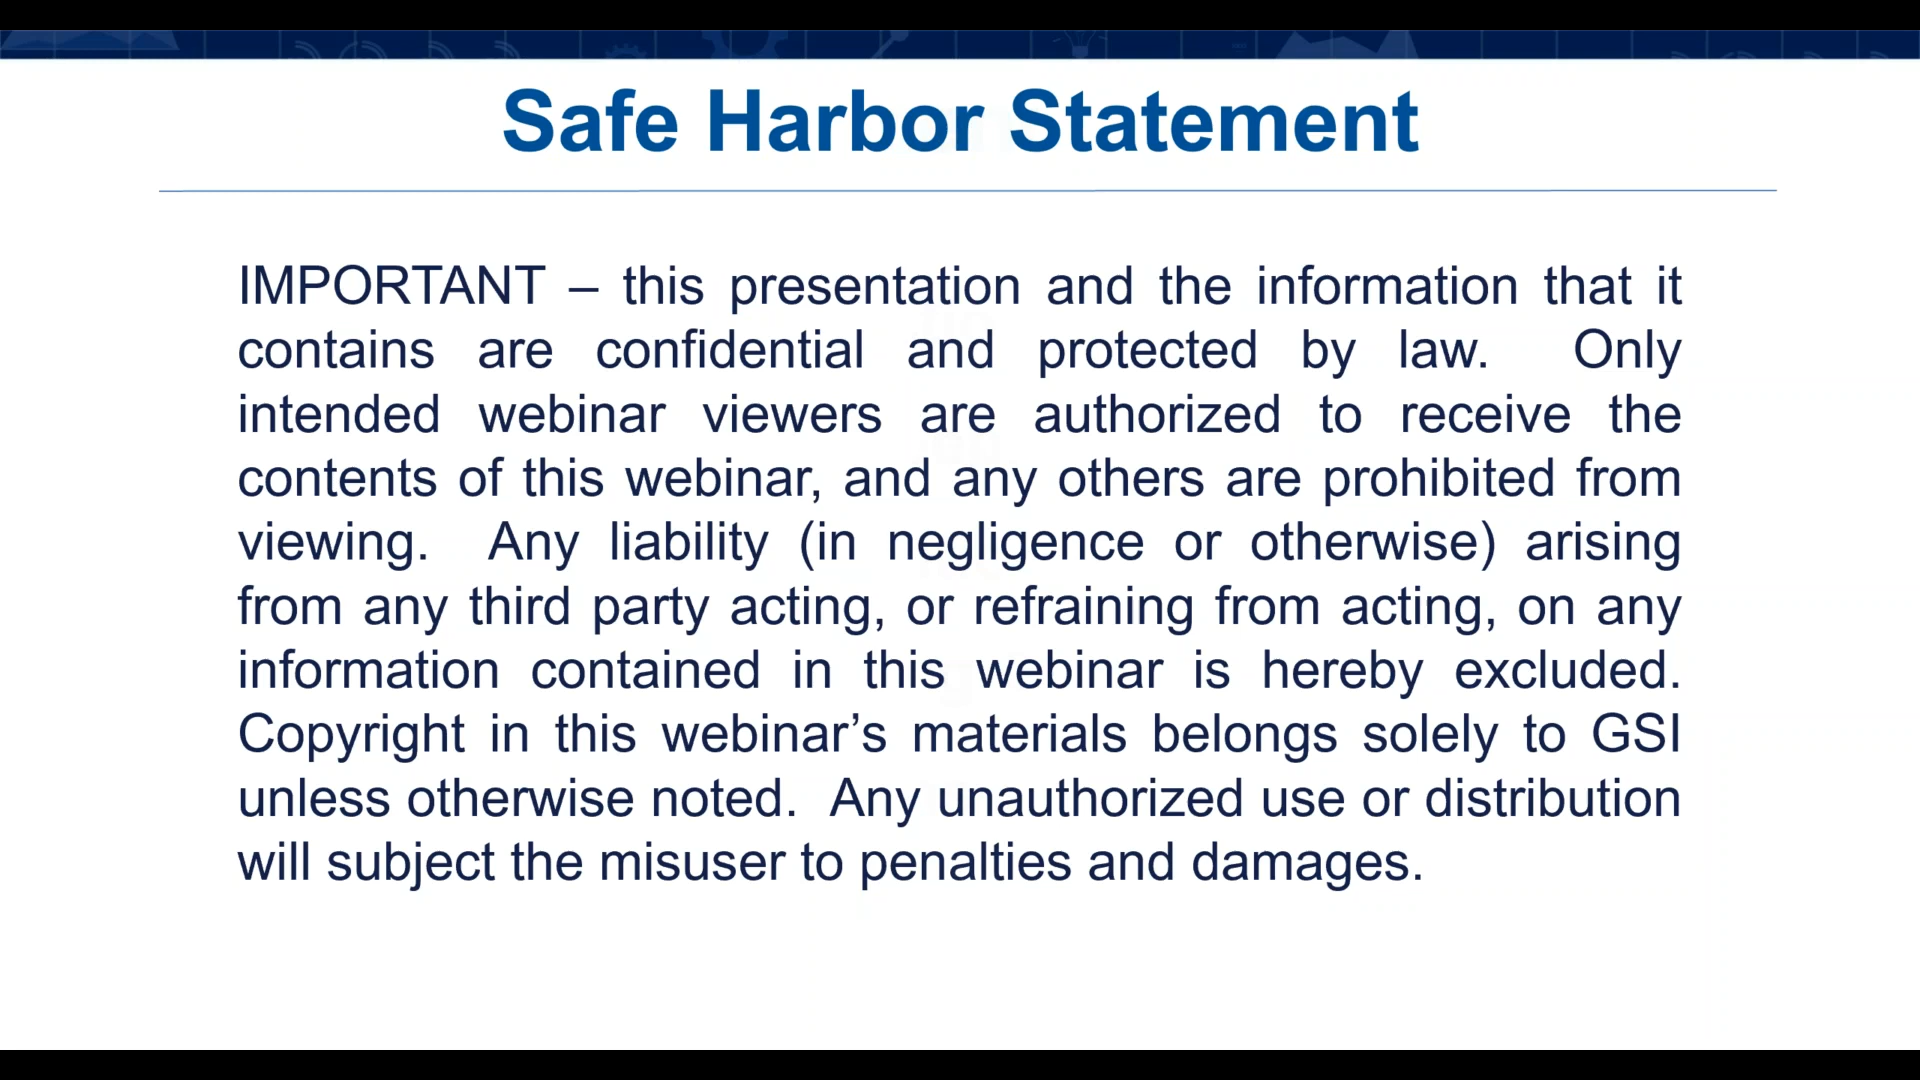 Safe Harbor Statement
IMPORTANT – this presentation and the information that it
contains are confidential and protected by law. Only
intended webinar viewers are authorized to receive the
contents of this webinar, and any others are prohibited from
viewing. Any liability (in negligence or otherwise) arising
from any third party acting, or refraining from acting, on any
information contained in this webinar is hereby excluded.
Copyright in this webinar’s materials belongs solely to GSI
unless otherwise noted. Any unauthorized use or distribution
will subject the misuser to penalties and damages.